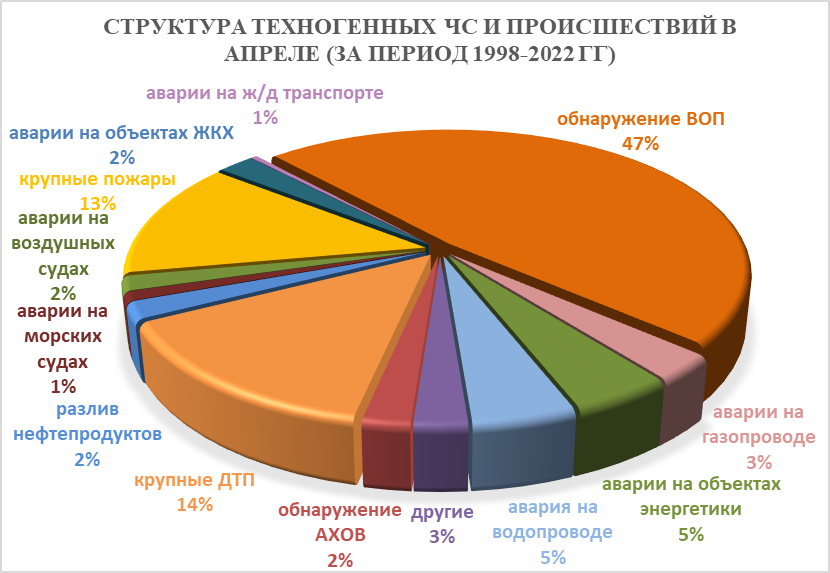 СТРУКТУРА ТЕХНОГЕННЫХ ЧС И ПРОИСШЕСТВИЙ В
АПРЕЛЕ (ЗА ПЕРИОД 1998-2022 ГГ)
аварии на ж/д транспорте
1%
обнаружение ВОП
47%
аварии на объектах ЖКХ
2%
крупные пожары
13%
аварии на
воздушных
судах
2%
аварии на
морских
судах
1%
разлив
нефтепродуктов
2%
крупные ДТП
14%
обнаружение
АХОВ
2%
другие
3%
авария на
водопроводе
5%
аварии на объектах
энергетики
5%
аварии на
газопроводе
3%